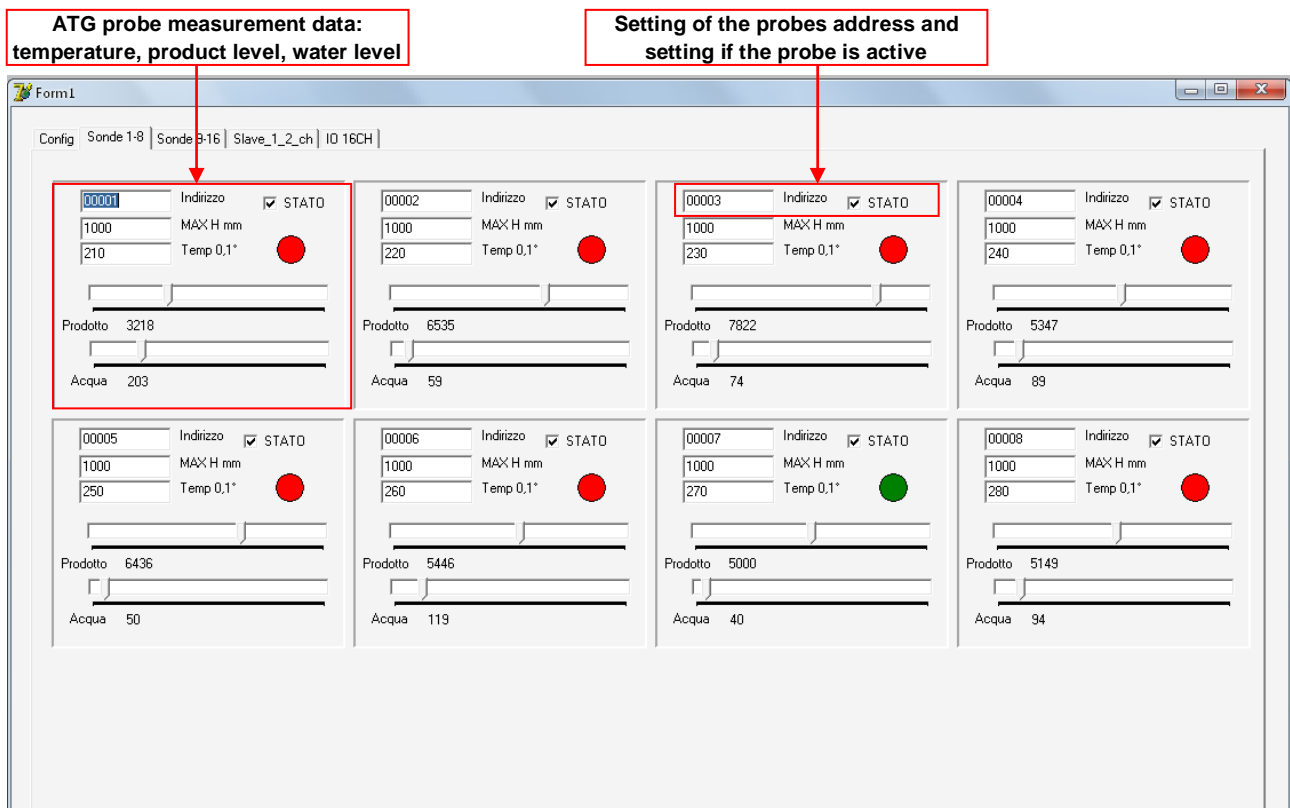 ATG probe measurement data:
temperature, product level, water level
Setting of the probes address and
setting if the probe is active
Form1
Config Sonde 1-8 Sonde 9-16 Slave_1_2_ch IO 16CH
00001 Indirizzo STATO
1000 MAX H mm
210 Temp 0,1°
Prodotto 3218
Acqua 203
00002 Indirizzo STATO
1000 MAX H mm
220 Temp 0,1°
Prodotto 6535
Acqua 59
00003 Indirizzo STATO
1000 MAX H mm
230 Temp 0,1°
Prodotto 7822
Acqua 74
00004 Indirizzo STATO
1000 MAX H mm
240 Temp 0,1°
Prodotto 5347
Acqua 89
00005 Indirizzo STATO
1000 MAX H mm
250 Temp 0,1°
Prodotto 6436
Acqua 50
00006 Indirizzo STATO
1000 MAX H mm
260 Temp 0,1°
Prodotto 5446
Acqua 119
00007 Indirizzo STATO
1000 MAX H mm
270 Temp 0,1°
Prodotto 5000
Acqua 40
00008 Indirizzo STATO
1000 MAX H mm
280 Temp 0,1°
Prodotto 5149
Acqua 94